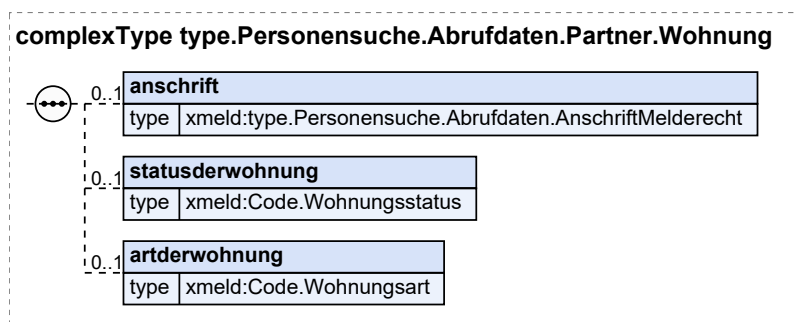 complexType type.Personensuche.Abrufdaten.Partner.Wohnung
0..1 anschrift
type xmeld:type.Personensuche.Abrufdaten.AnschriftMelderecht
0..1 statusderwohnung
type xmeld:Code.Wohnungsstatus
0..1 artderwohnung
type xmeld:Code.Wohnungsart